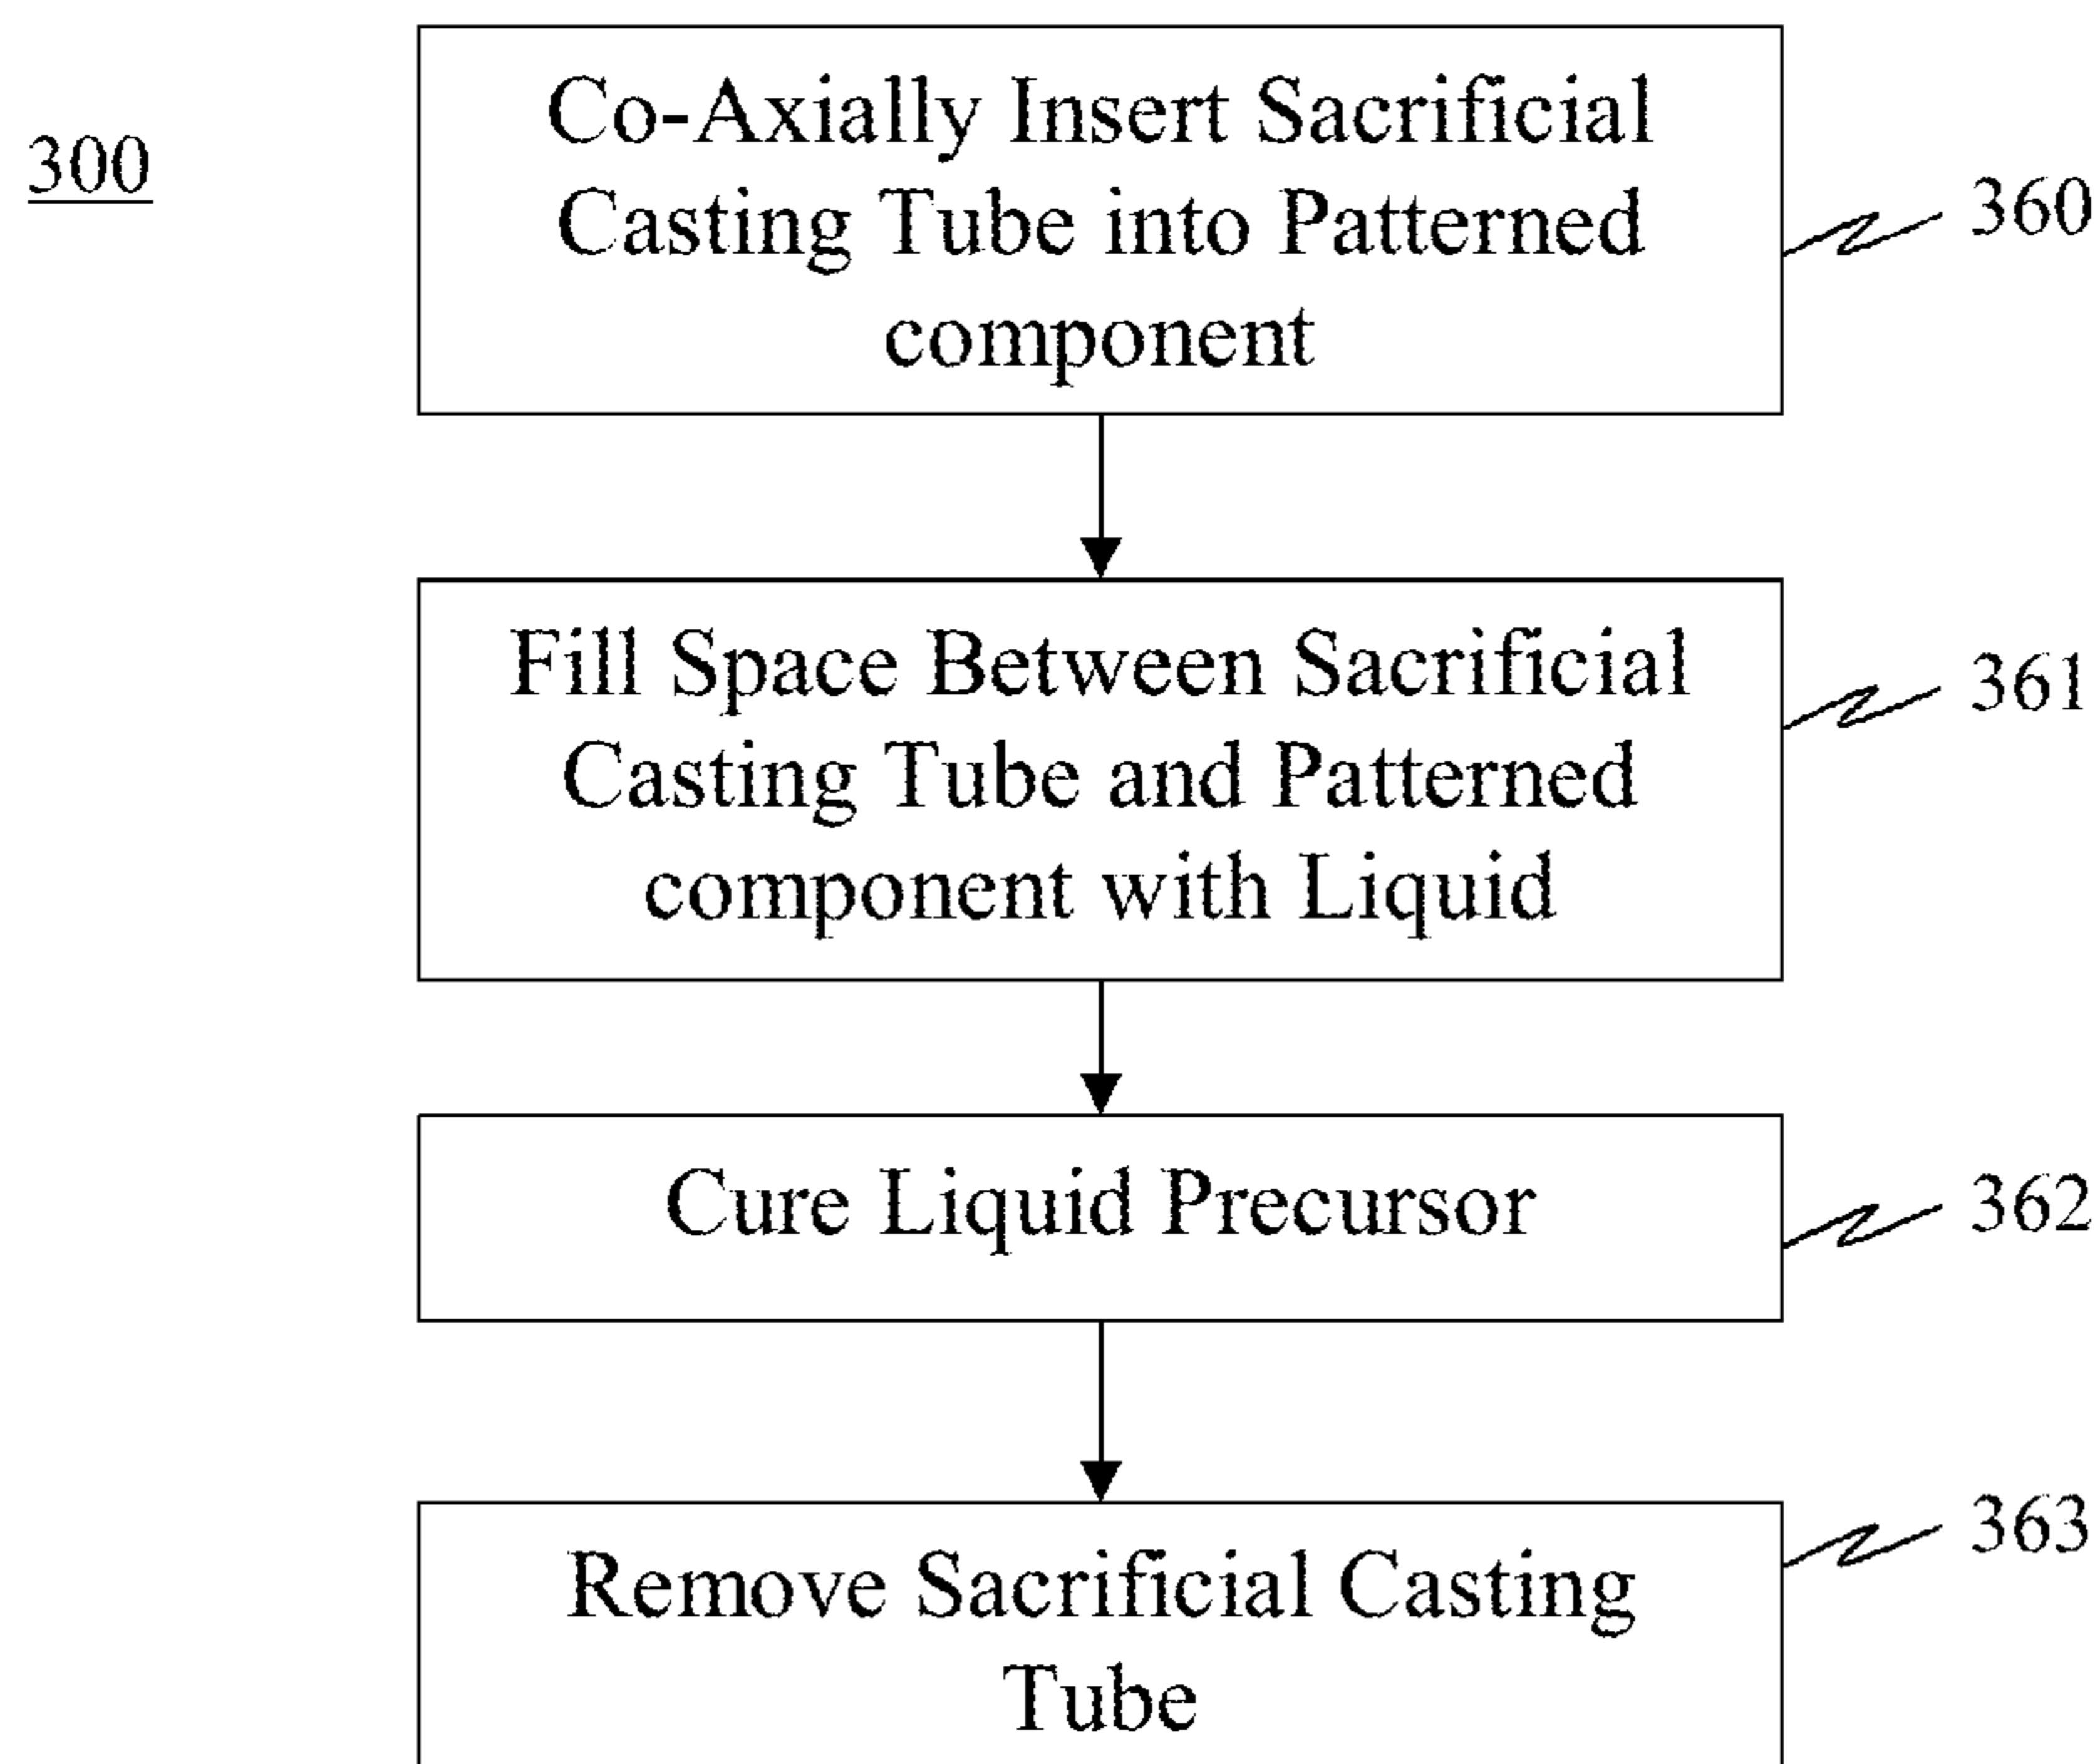 300
Co-Axially Insert Sacrificial
Casting Tube into Patterned
component
360
Fill Space Between Sacrificial
Casting Tube and Patterned
component with Liquid
361
Cure Liquid Precursor
362
Remove Sacrificial Casting
Tube
363